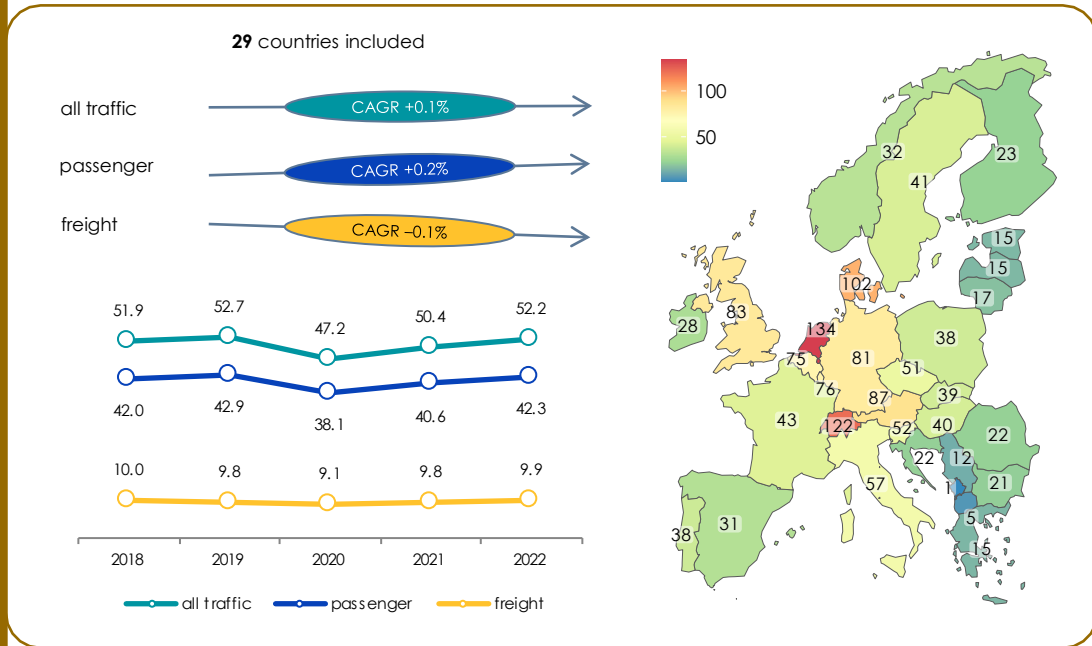 29 countries included
all traffic
CAGR +0.1%
passenger
CAGR +0.2%
freight
CAGR –0.1%
51.9 52.7 47.2 50.4 52.2
42.0 42.9 38.1 40.6 42.3
10.0 9.8 9.1 9.8 9.9
2018 2019 2020 2021 2022
all traffic passenger freight
100
50
32
23
41
15
15
17
102
28
83
134
38
75
81
51
76
87
39
43
122
52
40
22
22
12
57
1
21
31
38
5
15